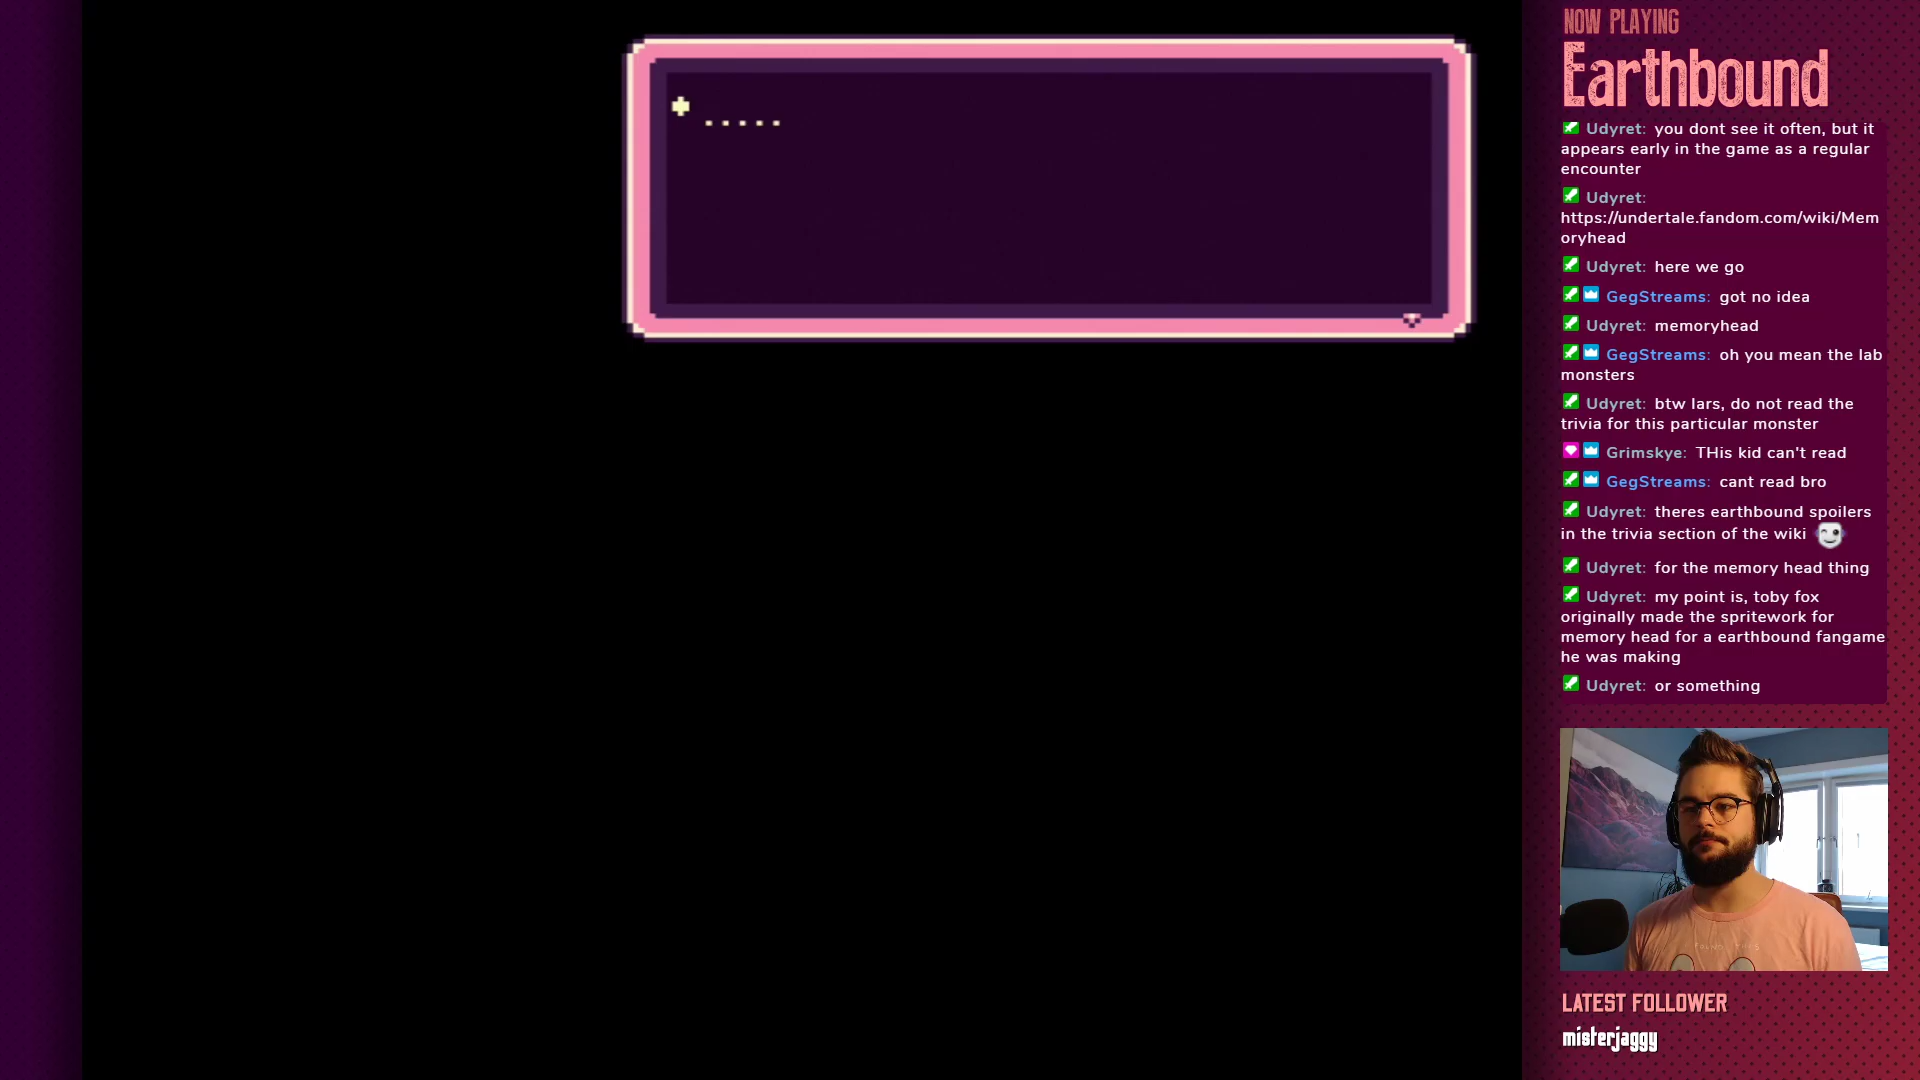 .....
NOW PLAYING
Earthbound
Udyret: you dont see it often, but it
appears early in the game as a regular
encounter
Udyret:
https://undertale.fandom.com/wiki/Mem
oryhead
Udyret: here we go
GegStreams: got no idea
Udyret: memoryhead
GegStreams: oh you mean the lab
monsters
Udyret: btw lars, do not read the
trivia for this particular monster
Grimskye: THis kid can't read
GegStreams: cant read bro
Udyret: theres earthbound spoilers
in the trivia section of the wiki
Udyret: for the memory head thing
Udyret: my point is, toby fox
originally made the spritework for
memory head for a earthbound fangame
he was making
Udyret: or something
LATEST FOLLOWER
misterjaggy